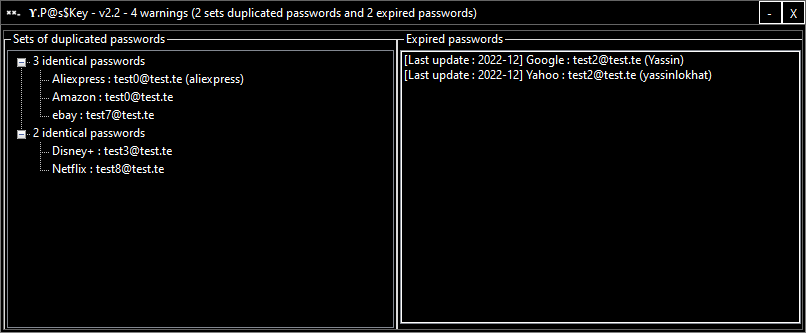 ϒ.P@s$Key - v2.2 - 4 warnings (2 sets duplicated passwords and 2 expired passwords)
- X
Sets of duplicated passwords
3 identical passwords
Aliexpress : test0@test.te (aliexpress)
Amazon : test0@test.te
ebay : test7@test.te
2 identical passwords
Disney+ : test3@test.te
Netflix : test8@test.te
Expired passwords
[Last update : 2022-12] Google : test2@test.te (Yassin)
[Last update : 2022-12] Yahoo : test2@test.te (yassinlokhat)